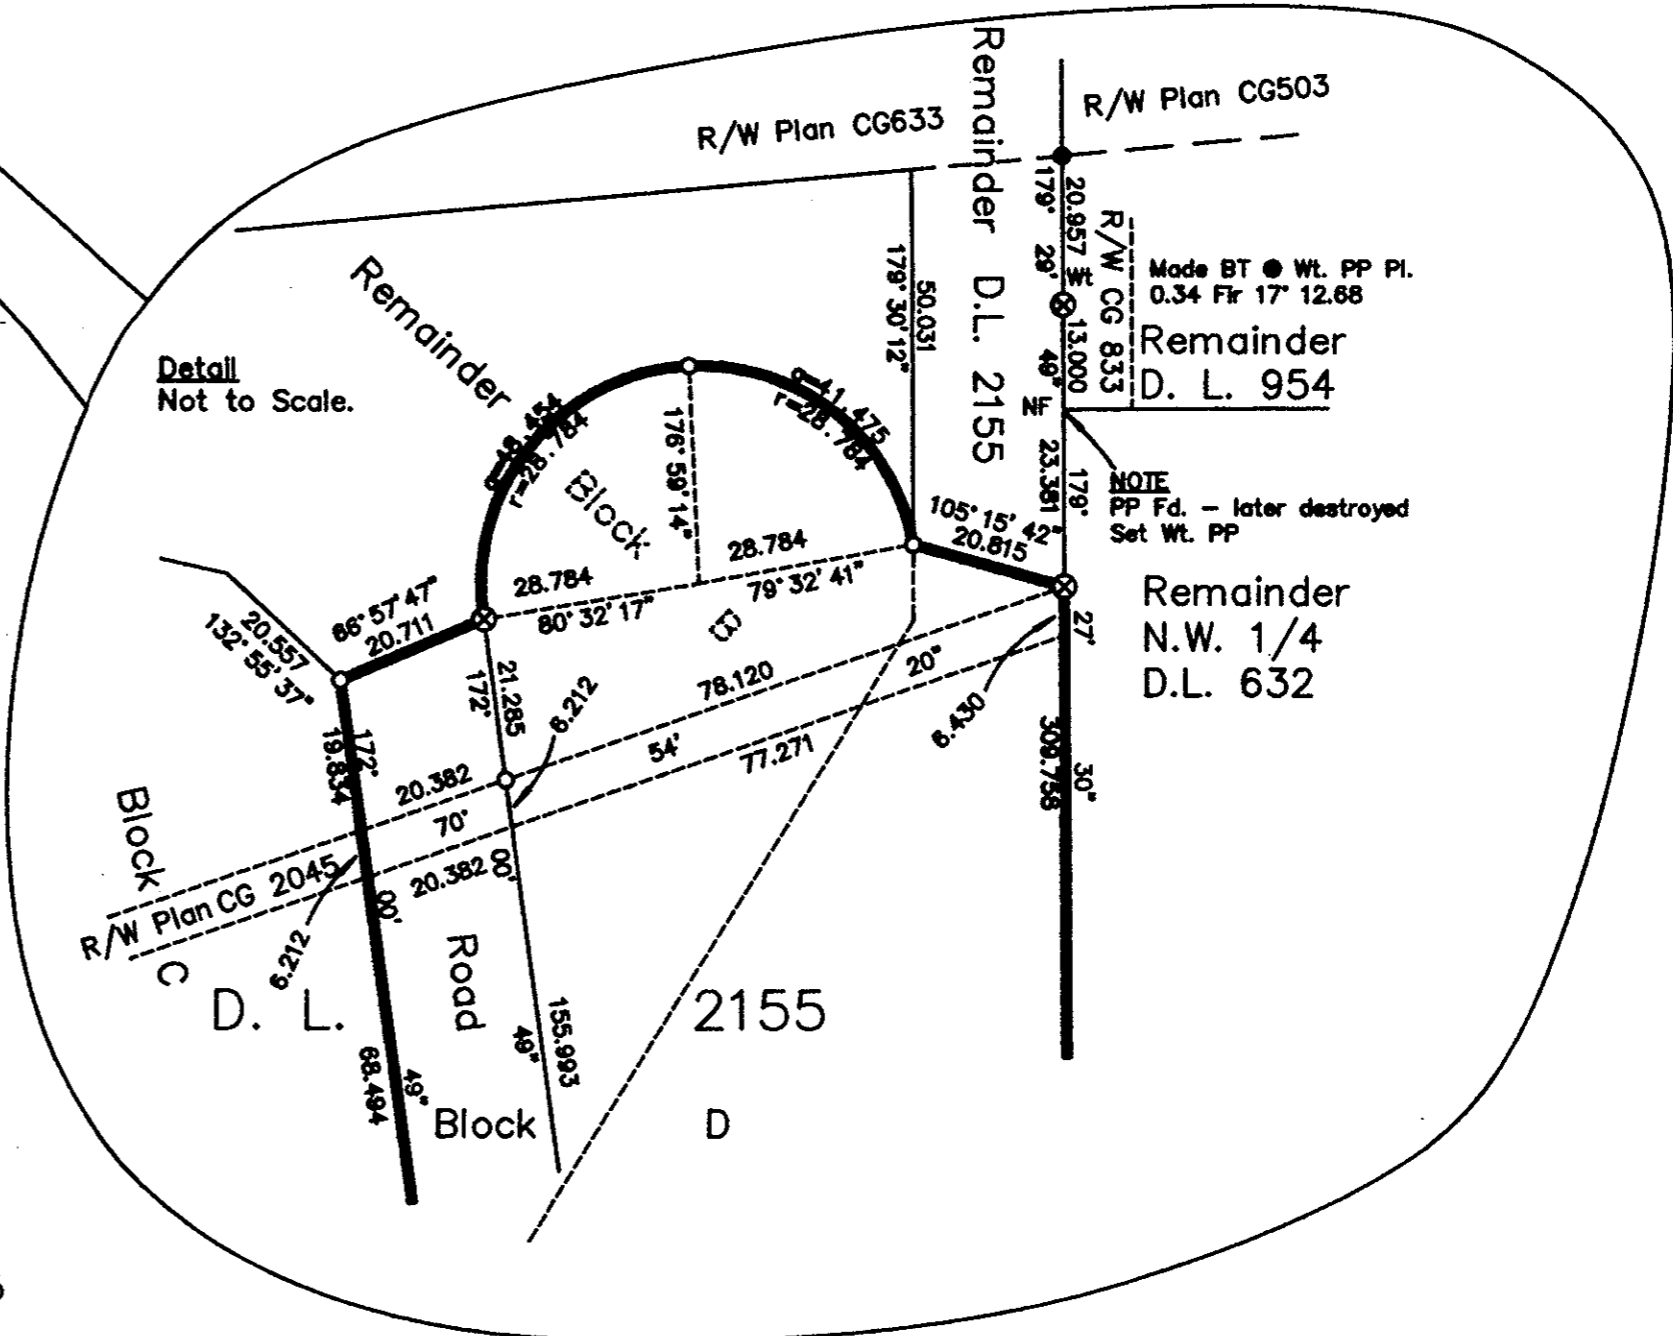 R/W Plan CG503
R/W Plan CG633
Remainder D.L. 2155
179° 29' 49"
20.957
Wt
13.000
R/W CG 833
Made BT ● Wt. PP Pl.
0.34 Fir 17° 12.68
Remainder
D. L. 954
Detail
Not to Scale.
Remainder
50.031
179° 30' 12"
a=48.454
r=28.784
a=41.475
r=28.784
176° 59' 14"
Block
B
NF
23.381
NOTE
PP Fd. – later destroyed
Set Wt. PP
105° 15' 42"
20.815
28.784
79° 32' 41"
28.784
80° 32' 17"
66° 57' 47"
20.711
20.557
132° 55' 37"
Remainder
N.W. 1/4
D.L. 632
179° 27' 30"
309.758
6.430
21.285
172° 00' 49"
6.212
78.120
77.271
70° 54' 20"
20.382
20.382
19.834
172° 00' 49"
Block C
R/W Plan CG 2045
6.212
D. L. 2155
Road
155.993
68.494
Block D